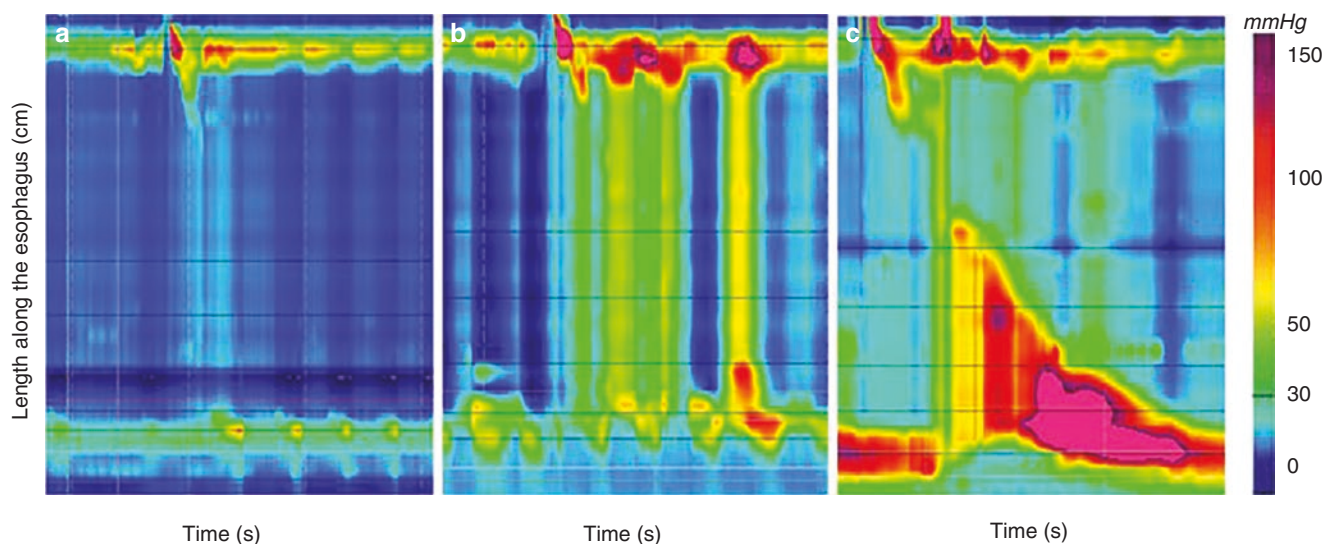 a
b
c
mmHg
150
100
50
30
0
Length along the esophagus (cm)
Time (s)
Time (s)
Time (s)